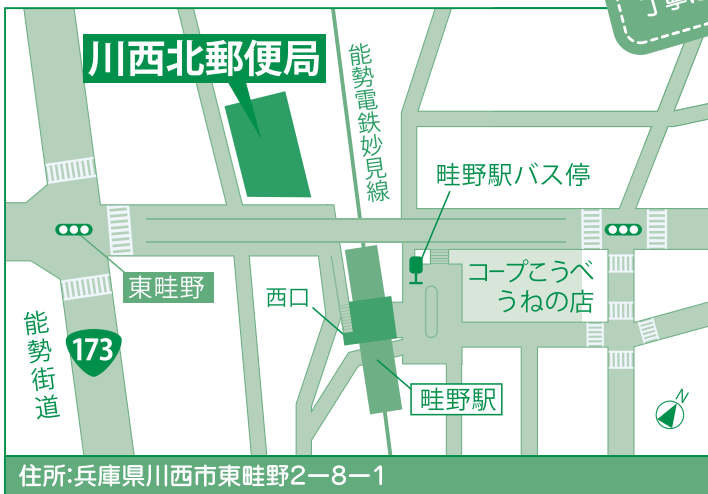 川西北郵便局
能勢電鉄妙見線
畦野駅バス停
コープこうべ
うねの店
東畦野
西口
173
能勢街道
畦野駅
N
住所:兵庫県川西市東畦野2ー8ー1